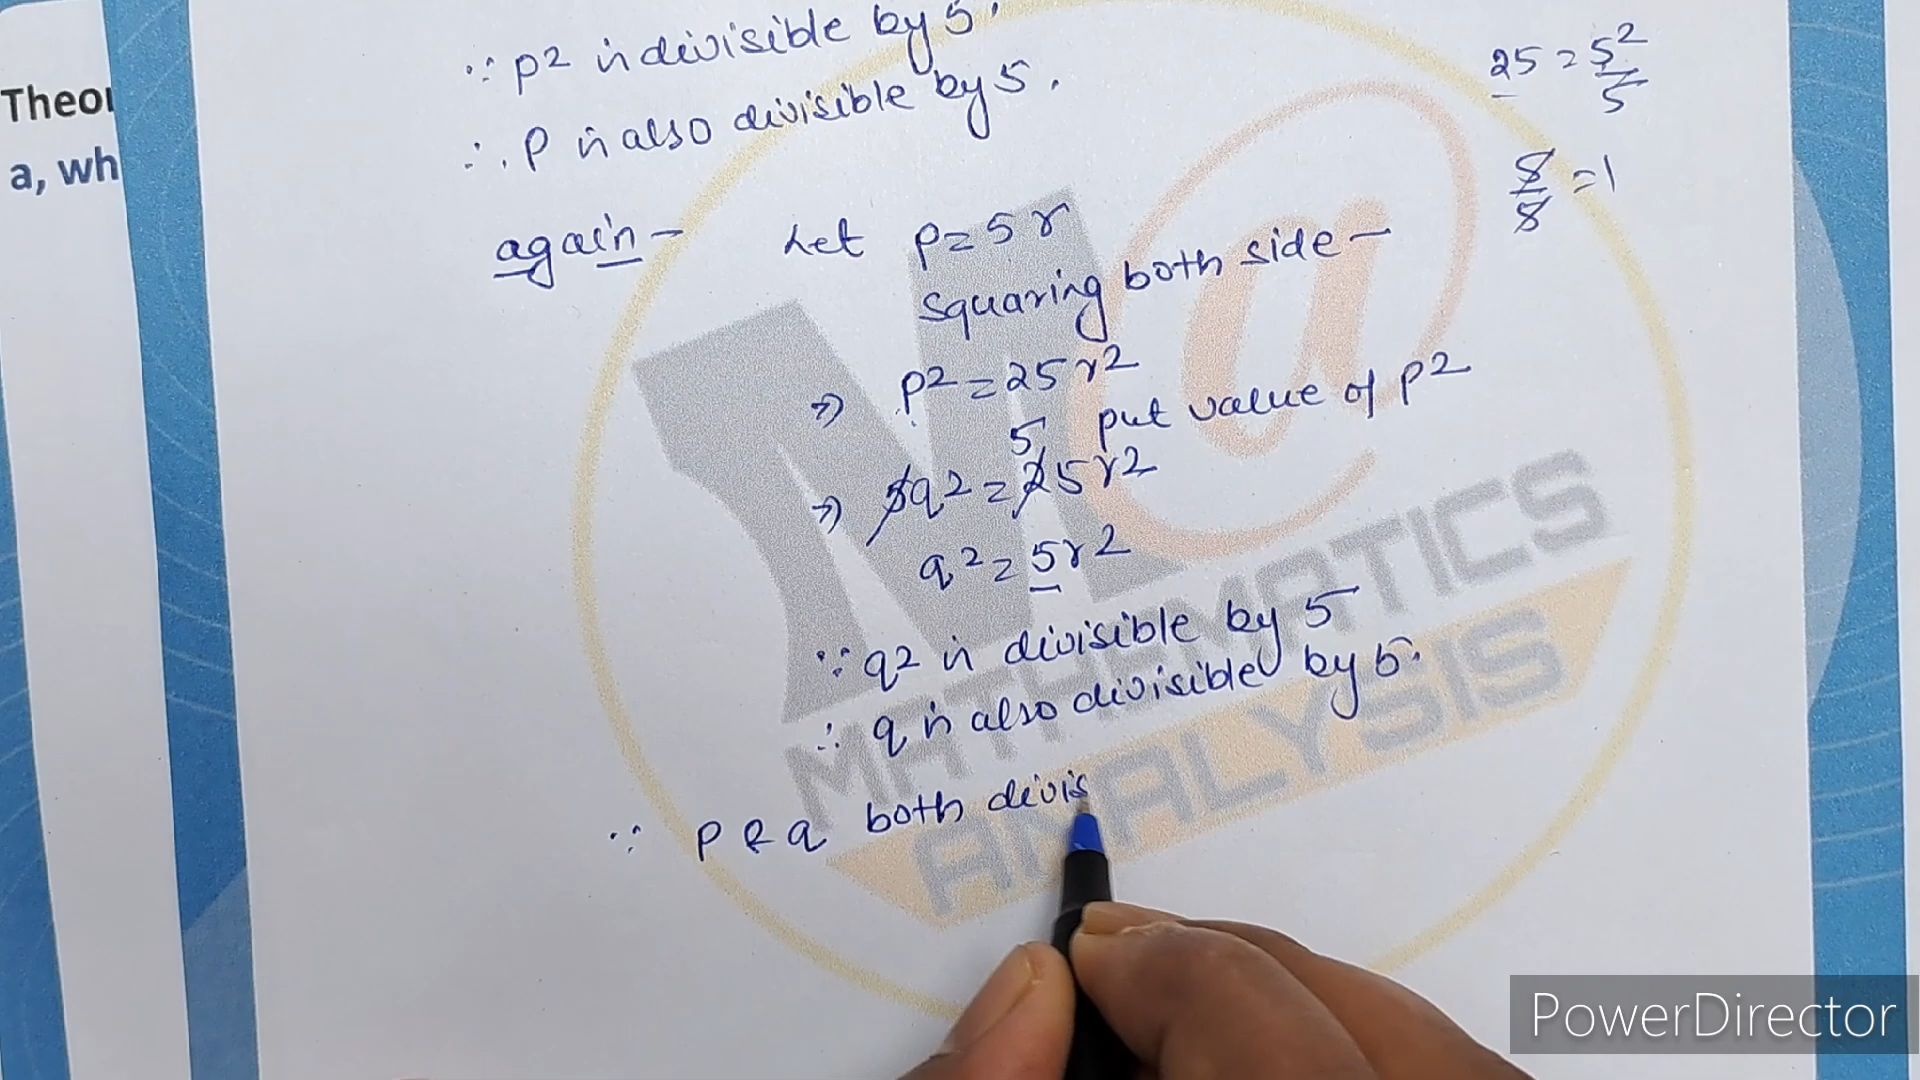 ∵ p2 is divisible by 5.
∴ P is also divisible by 5.
25 = 5²
5
8/8 = 1
Theor
a, wh
again - Let p = 5r
squaring both side -
⇒ p² = 25r²
5 put value of p²
⇒ 5q² = 25r²
q² = 5r²
∵ q2 is divisible by 5
∴ q is also divisible by 5.
∵ p & q both divis
MATHEMATICS
ANALYSIS
PowerDirector